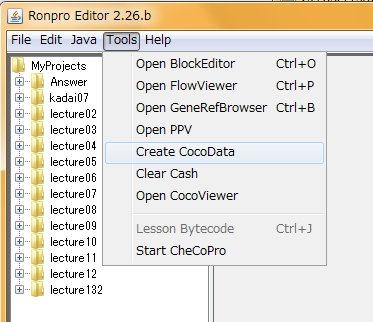 Ronpro Editor 2.26.b
File Edit Java Tools Help
MyProjects
Answer
kadai07
lecture02
lecture03
lecture04
lecture05
lecture06
lecture07
lecture08
lecture09
lecture10
lecture11
lecture12
lecture132
Open BlockEditor Ctrl+O
Open FlowViewer Ctrl+P
Open GeneRefBrowser Ctrl+B
Open PPV
Create CocoData
Clear Cash
Open CocoViewer
Lesson Bytecode Ctrl+J
Start CheCoPro